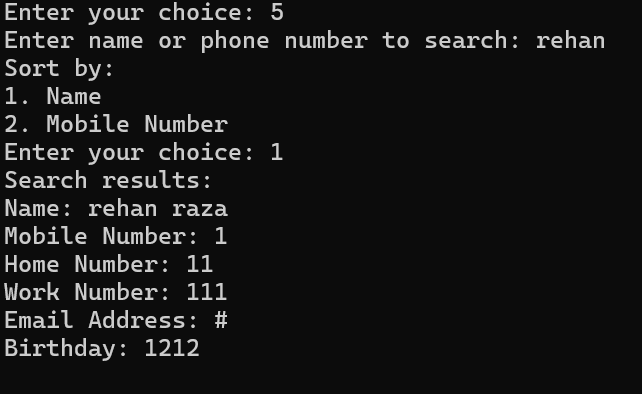 Enter your choice: 5
Enter name or phone number to search: rehan
Sort by:
1. Name
2. Mobile Number
Enter your choice: 1
Search results:
Name: rehan raza
Mobile Number: 1
Home Number: 11
Work Number: 111
Email Address: #
Birthday: 1212